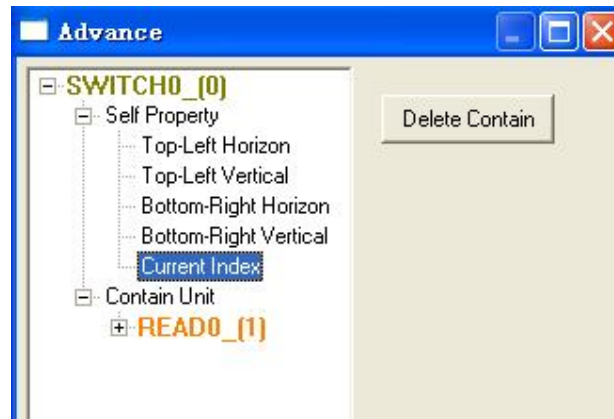 Advance
SWITCH0_(0)
Self Property
Top-Left Horizon
Top-Left Vertical
Bottom-Right Horizon
Bottom-Right Vertical
Current Index
Contain Unit
READ0_(1)
Delete Contain